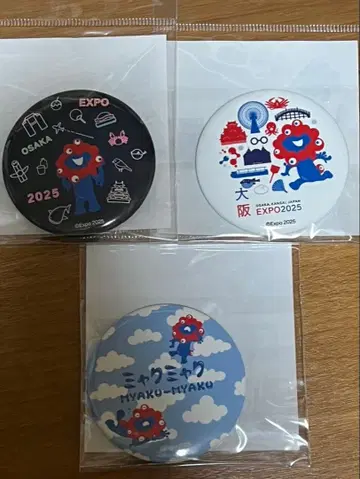 EXPO
OSAKA
2025
©Expo 2025
大
阪
OSAKA, KANSAI, JAPAN
EXPO2025
©Expo 2025
ミャクミャク
MYAKU-MYAKU